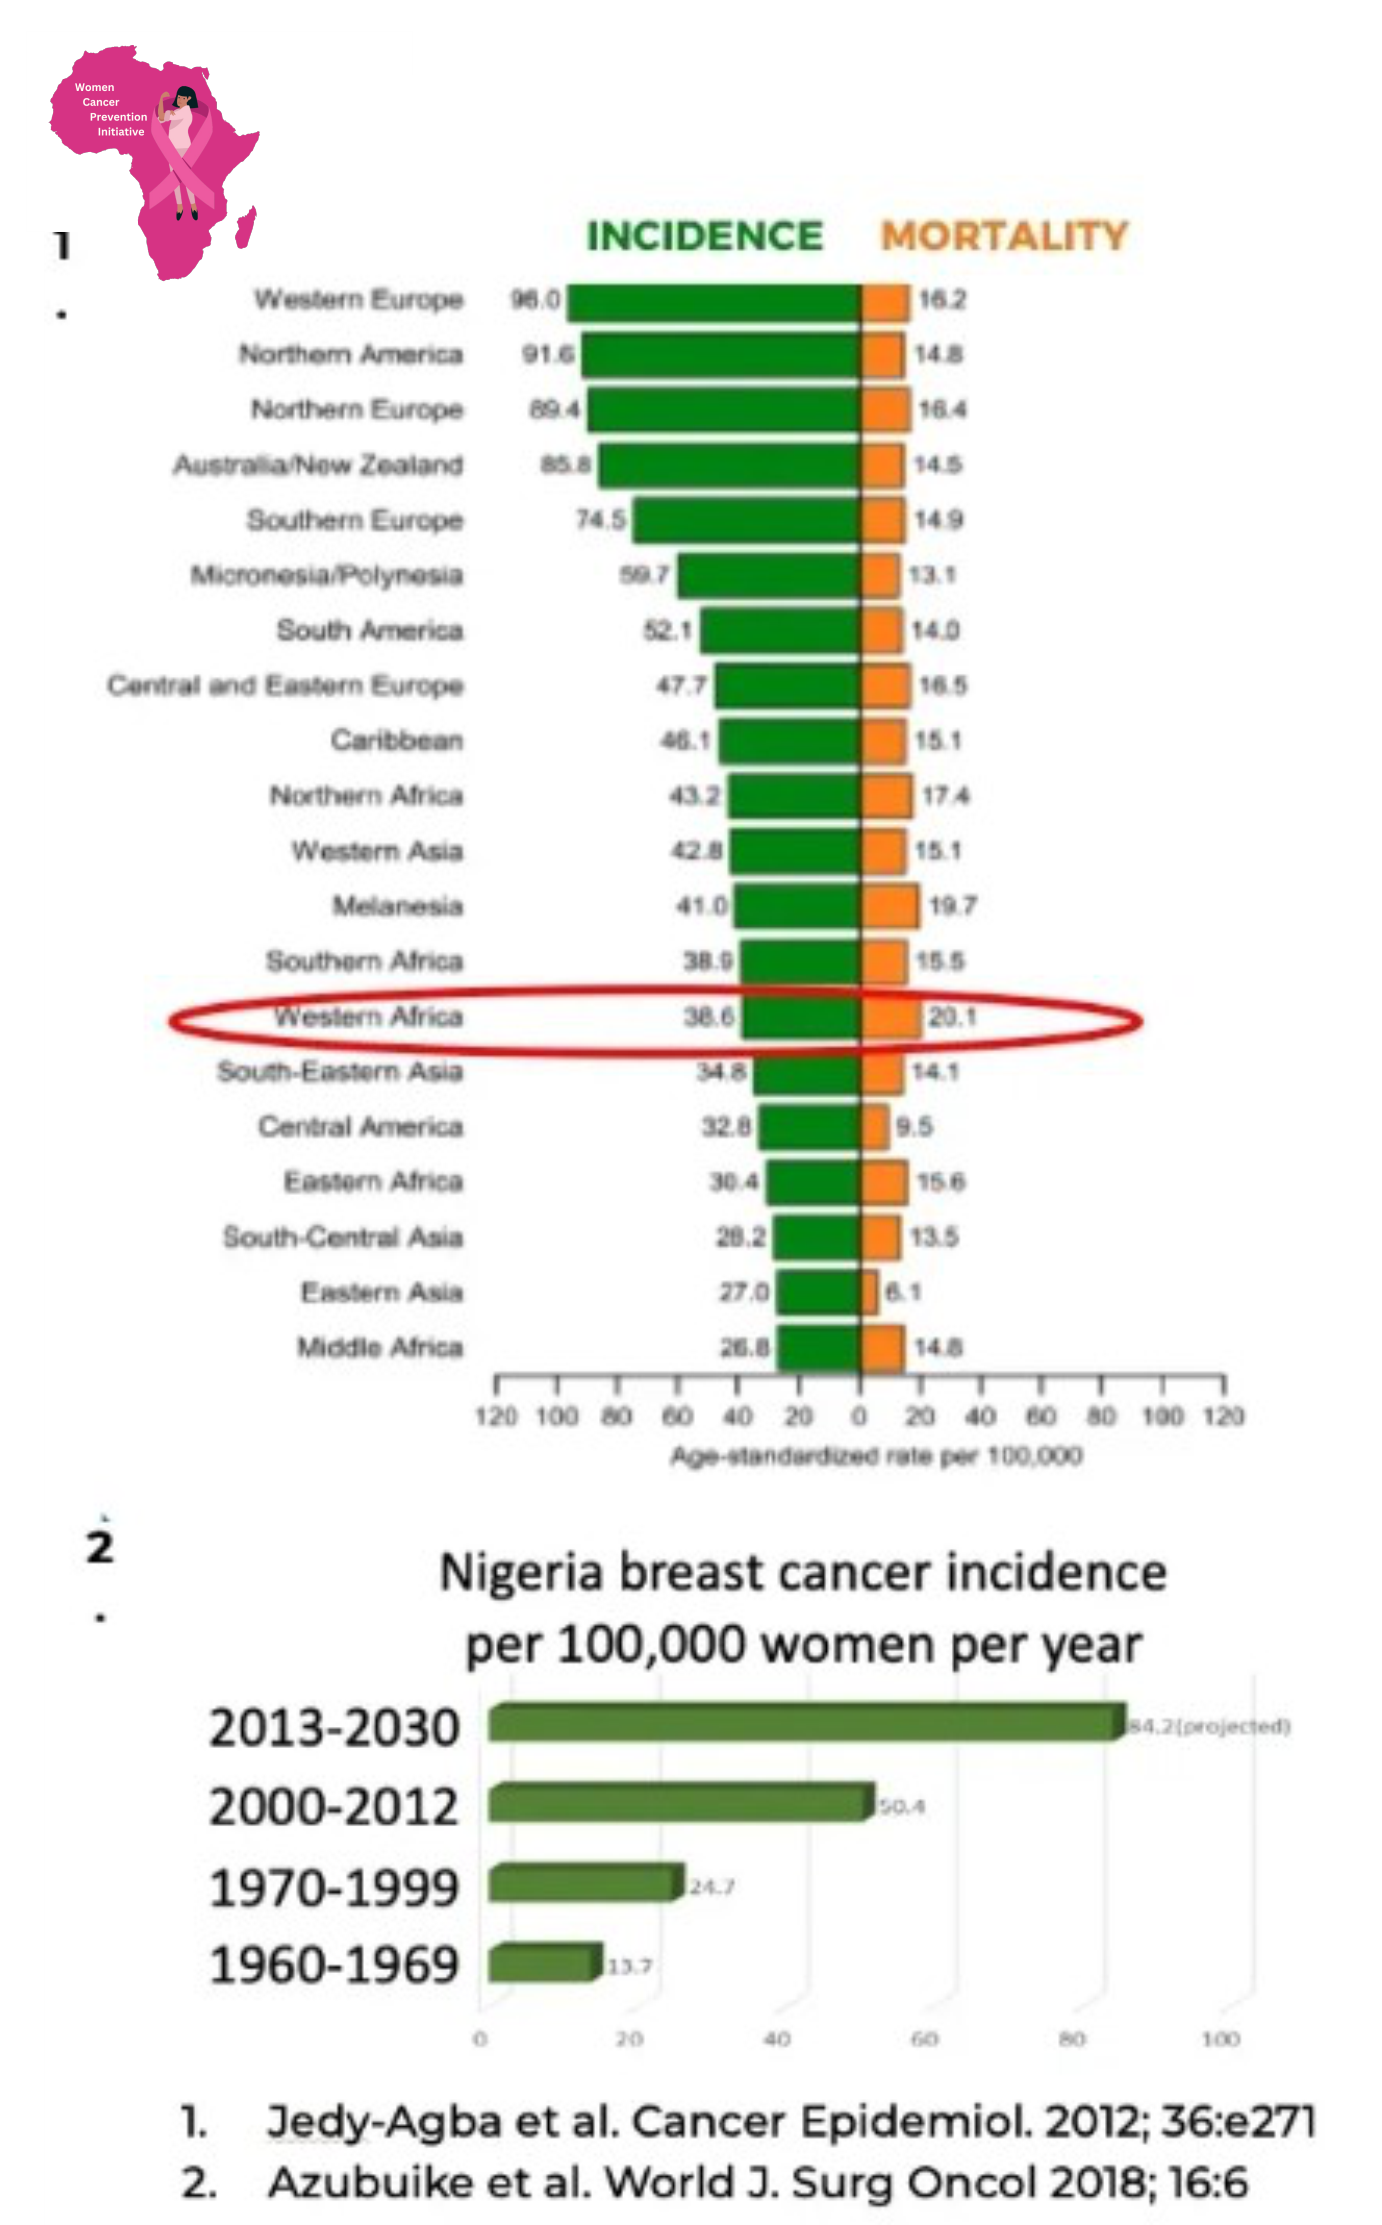 Women
Cancer
Prevention
Initiative
1
.
INCIDENCE MORTALITY
Western Europe 96.0 16.2
Northern America 91.6 14.8
Northern Europe 89.4 16.4
Australia/New Zealand 85.8 14.5
Southern Europe 74.5 14.9
Micronesia/Polynesia 59.7 13.1
South America 52.1 14.0
Central and Eastern Europe 47.7 16.5
Caribbean 46.1 15.1
Northern Africa 43.2 17.4
Western Asia 42.8 15.1
Melanesia 41.0 19.7
Southern Africa 38.9 15.5
Western Africa 38.6 20.1
South-Eastern Asia 34.8 14.1
Central America 32.8 9.5
Eastern Africa 30.4 15.6
South-Central Asia 28.2 13.5
Eastern Asia 27.0 6.1
Middle Africa 26.8 14.8
120 100 80 60 40 20 0 20 40 60 80 100 120
Age-standardized rate per 100,000
2
.
Nigeria breast cancer incidence
per 100,000 women per year
2013-2030 84.2(projected)
2000-2012 50.4
1970-1999 24.7
1960-1969 13.7
0 20 40 60 80 100
1. Jedy-Agba et al. Cancer Epidemiol. 2012; 36:e271
2. Azubuike et al. World J. Surg Oncol 2018; 16:6